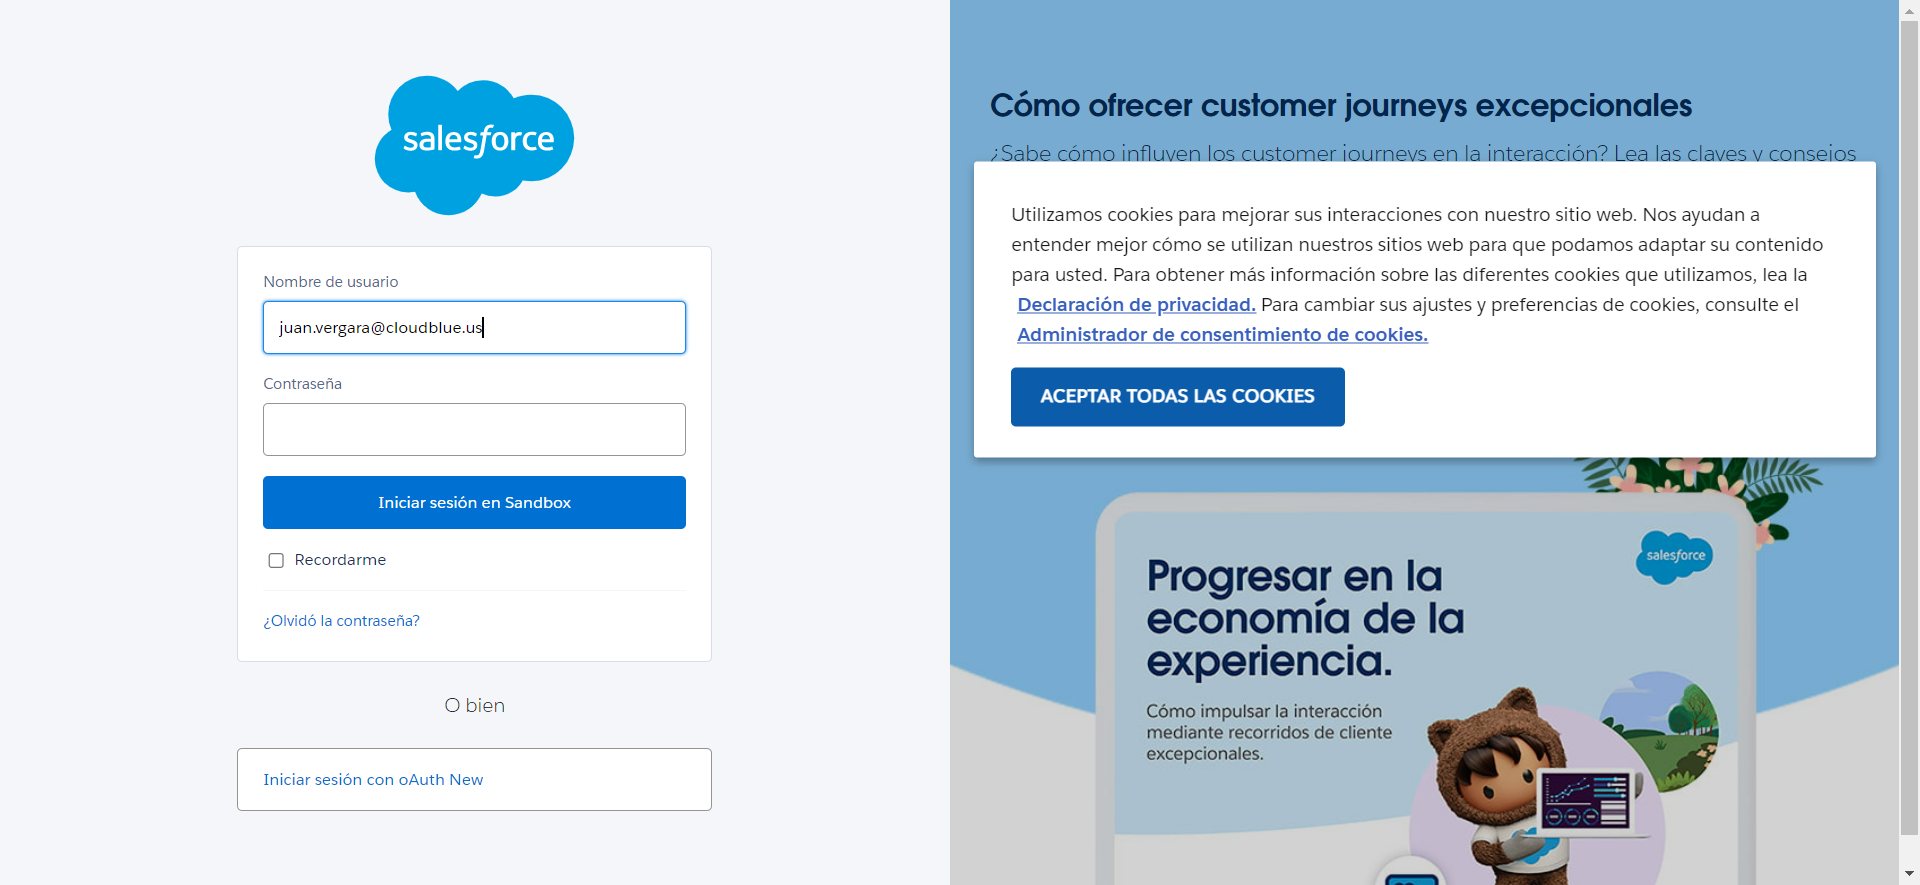 salesforce
Nombre de usuario
juan.vergara@cloudblue.us
Contraseña
Iniciar sesión en Sandbox
Recordarme
¿Olvidó la contraseña?
O bien
Iniciar sesión con oAuth New
Cómo ofrecer customer journeys excepcionales
¿Sabe cómo influyen los customer journeys en la interacción? Lea las claves y consejos
Utilizamos cookies para mejorar sus interacciones con nuestro sitio web. Nos ayudan a
entender mejor cómo se utilizan nuestros sitios web para que podamos adaptar su contenido
para usted. Para obtener más información sobre las diferentes cookies que utilizamos, lea la
Declaración de privacidad. Para cambiar sus ajustes y preferencias de cookies, consulte el
Administrador de consentimiento de cookies.
ACEPTAR TODAS LAS COOKIES
salesforce
Progresar en la
economía de la
experiencia.
Cómo impulsar la interacción
mediante recorridos de cliente
excepcionales.